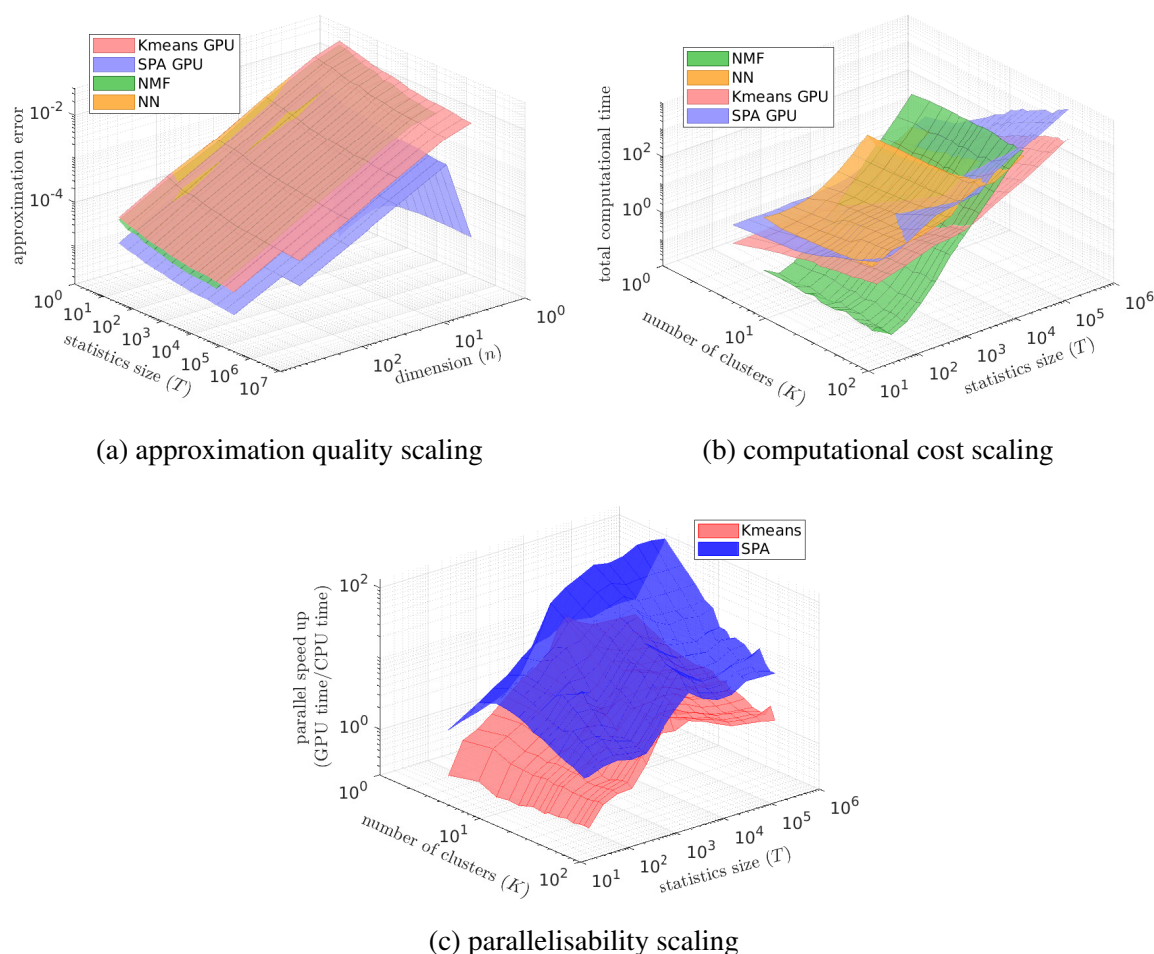 Kmeans GPU
SPA GPU
NMF
NN
approximation error
10^-2
10^-4
10^0
10^1
10^2
10^3
10^4
10^5
10^6
10^7
statistics size (T)
10^2
10^1
10^0
dimension (n)
(a) approximation quality scaling
NMF
NN
Kmeans GPU
SPA GPU
total computational time
10^2
10^0
10^0
10^1
10^2
number of clusters (K)
10^1
10^2
10^3
10^4
10^5
10^6
statistics size (T)
(b) computational cost scaling
Kmeans
SPA
parallel speed up
(GPU time/CPU time)
10^2
10^0
10^0
10^1
10^2
number of clusters (K)
10^1
10^2
10^3
10^4
10^5
10^6
statistics size (T)
(c) parallelisability scaling